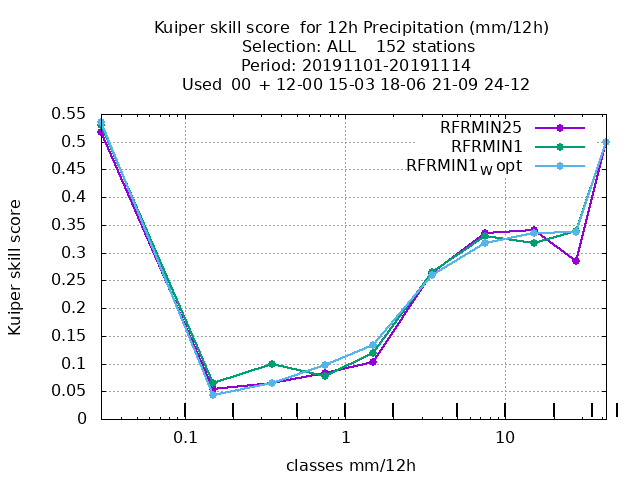 Kuiper skill score  for 12h Precipitation (mm/12h)
Selection: ALL    152 stations
Period: 20191101-20191114
Used  00 + 12-00 15-03 18-06 21-09 24-12
RFRMIN25
RFRMIN1
RFRMIN1W opt
0.55
0.5
0.45
0.4
0.35
0.3
0.25
0.2
0.15
0.1
0.05
0
Kuiper skill score
0.1 1 10
classes mm/12h